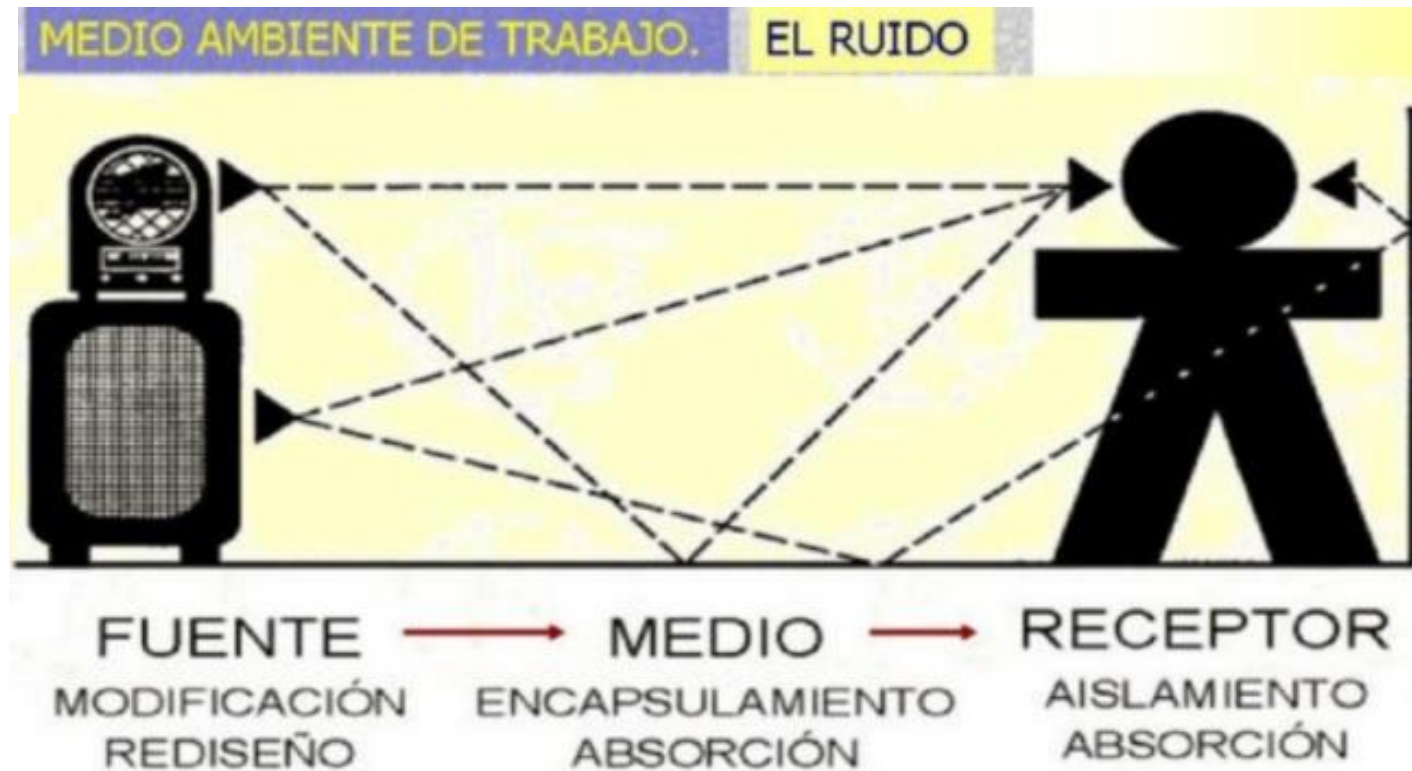 MEDIO AMBIENTE DE TRABAJO. EL RUIDO
FUENTE MEDIO RECEPTOR
MODIFICACIÓN ENCAPSULAMIENTO AISLAMIENTO
REDISEÑO ABSORCIÓN ABSORCIÓN